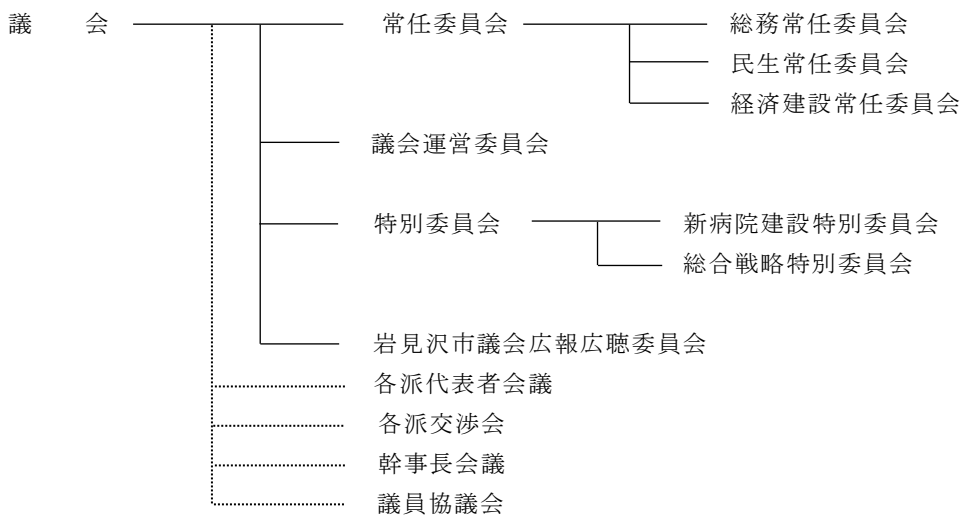 議　会　常任委員会　総務常任委員会
民生常任委員会
経済建設常任委員会
議会運営委員会
特別委員会　新病院建設特別委員会
総合戦略特別委員会
岩見沢市議会広報広聴委員会
各派代表者会議
各派交渉会
幹事長会議
議員協議会